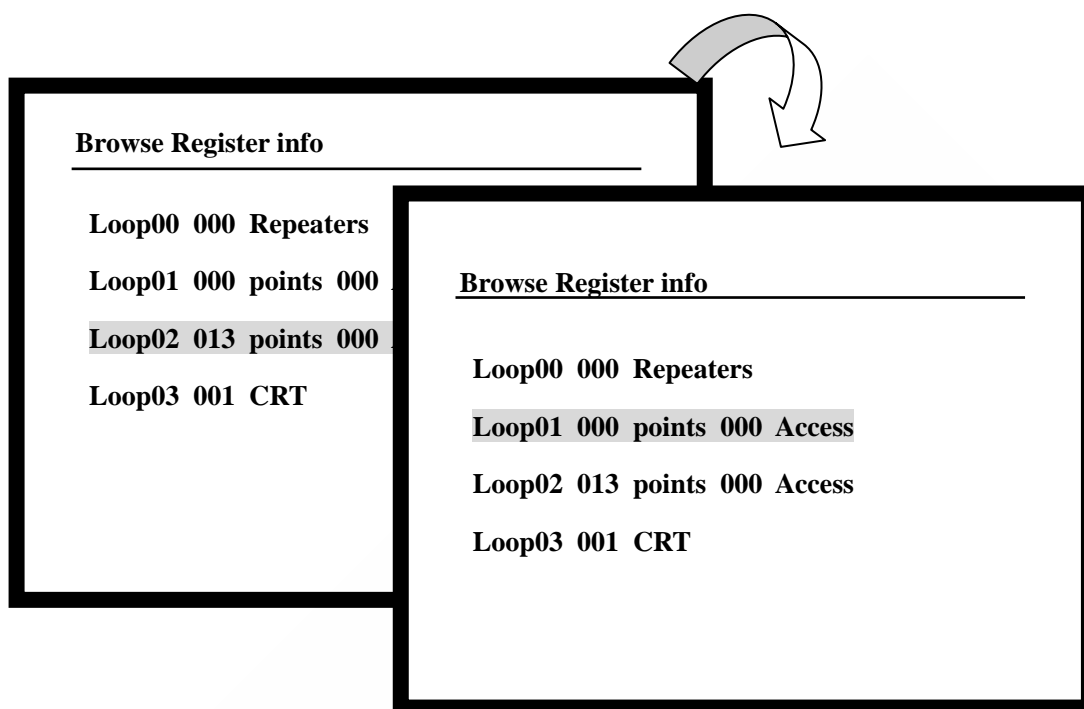 Browse Register info
Loop00 000 Repeaters
Loop01 000 points 000
Loop02 013 points 000
Loop03 001 CRT
Browse Register info
Loop00 000 Repeaters
Loop01 000 points 000 Access
Loop02 013 points 000 Access
Loop03 001 CRT